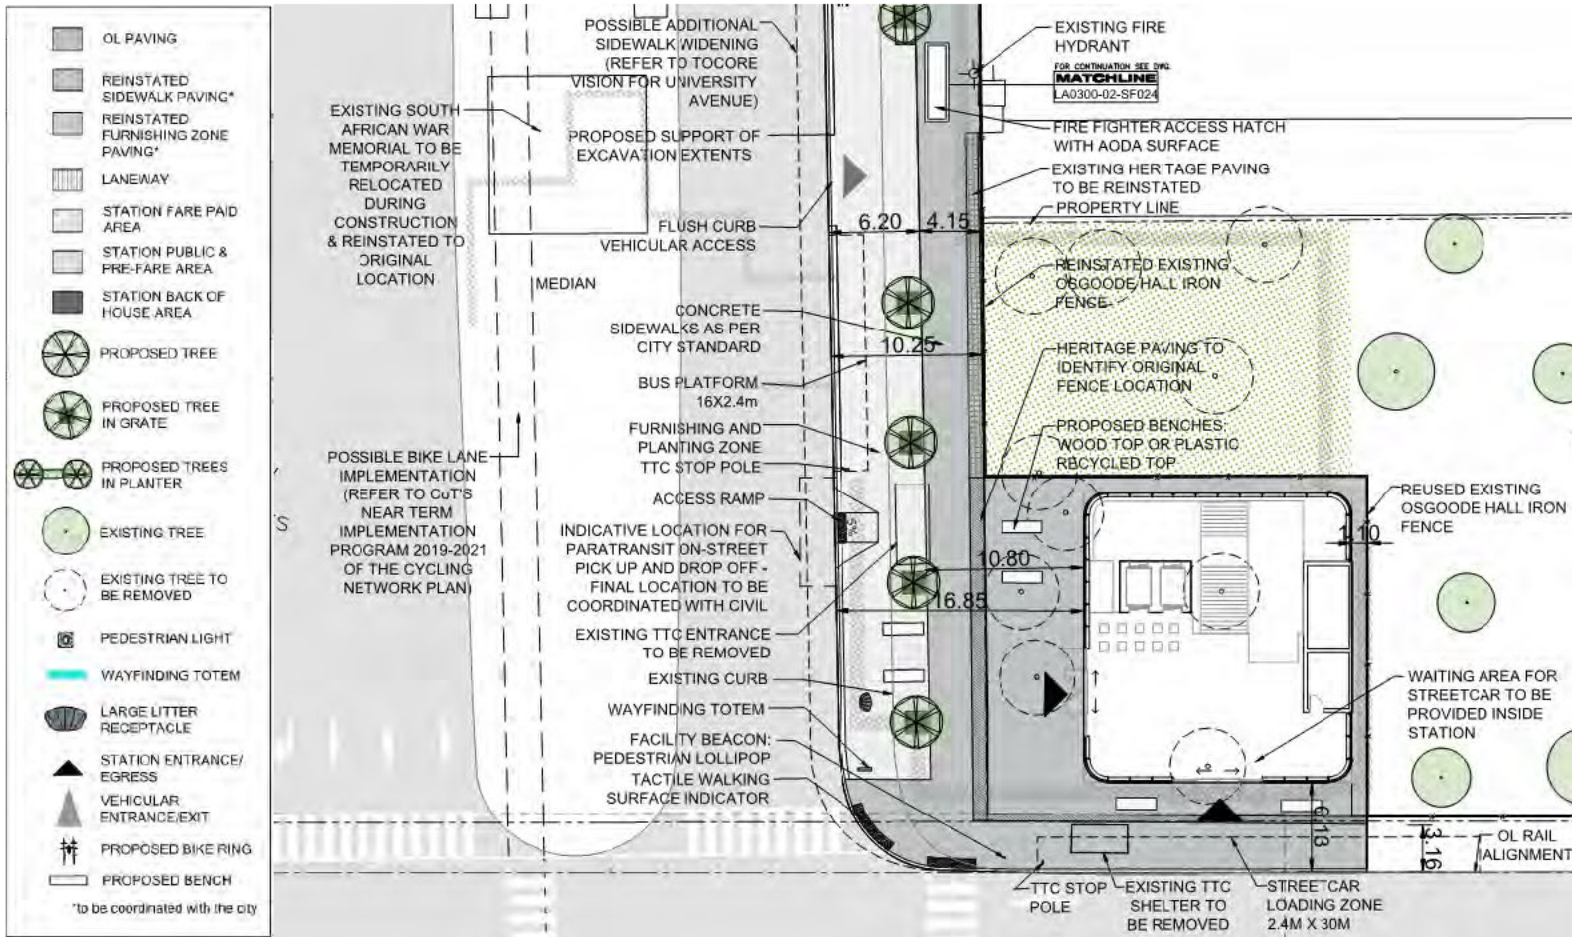 OL PAVING
REINSTATED
SIDEWALK PAVING*
REINSTATED
FURNISHING ZONE
PAVING*
LANEWAY
STATION FARE PAID
AREA
STATION PUBLIC &
PRE-FARE AREA
STATION BACK OF
HOUSE AREA
PROPOSED TREE
PROPOSED TREE
IN GRATE
PROPOSED TREES
IN PLANTER
EXISTING TREE
EXISTING TREE TO
BE REMOVED
PEDESTRIAN LIGHT
WAYFINDING TOTEM
LARGE LITTER
RECEPTACLE
STATION ENTRANCE/
EGRESS
VEHICULAR
ENTRANCE/EXIT
PROPOSED BIKE RING
PROPOSED BENCH
*to be coordinated with the city
EXISTING SOUTH
AFRICAN WAR
MEMORIAL TO BE
TEMPORARILY
RELOCATED
DURING
CONSTRUCTION
& REINSTATED TO
ORIGINAL
LOCATION
MEDIAN
POSSIBLE BIKE LANE
IMPLEMENTATION
(REFER TO CoT'S
NEAR TERM
IMPLEMENTATION
PROGRAM 2019-2021
OF THE CYCLING
NETWORK PLAN)
POSSIBLE ADDITIONAL
SIDEWALK WIDENING
(REFER TO TOCORE
VISION FOR UNIVERSITY
AVENUE)
PROPOSED SUPPORT OF
EXCAVATION EXTENTS
FLUSH CURB
VEHICULAR ACCESS
CONCRETE
SIDEWALKS AS PER
CITY STANDARD
BUS PLATFORM
16X2.4m
FURNISHING AND
PLANTING ZONE
TTC STOP POLE
ACCESS RAMP
INDICATIVE LOCATION FOR
PARATRANSIT ON-STREET
PICK UP AND DROP OFF -
FINAL LOCATION TO BE
COORDINATED WITH CIVIL
EXISTING TTC ENTRANCE
TO BE REMOVED
EXISTING CURB
WAYFINDING TOTEM
FACILITY BEACON:
PEDESTRIAN LOLLIPOP
TACTILE WALKING
SURFACE INDICATOR
6.20
4.15
10.25
5%
10.80
16.85
1.10
6.13
3.16
EXISTING FIRE
HYDRANT
FOR CONTINUATION SEE DWG.
MATCHLINE
LA0300-02-SF024
FIRE FIGHTER ACCESS HATCH
WITH AODA SURFACE
EXISTING HERITAGE PAVING
TO BE REINSTATED
PROPERTY LINE
REINSTATED EXISTING
OSGOODE HALL IRON
FENCE
HERITAGE PAVING TO
IDENTIFY ORIGINAL
FENCE LOCATION
PROPOSED BENCHES:
WOOD TOP OR PLASTIC
RECYCLED TOP
REUSED EXISTING
OSGOODE HALL IRON
FENCE
WAITING AREA FOR
STREETCAR TO BE
PROVIDED INSIDE
STATION
OL RAIL
ALIGNMENT
TTC STOP
POLE
EXISTING TTC
SHELTER TO
BE REMOVED
STREETCAR
LOADING ZONE
2.4M X 30M